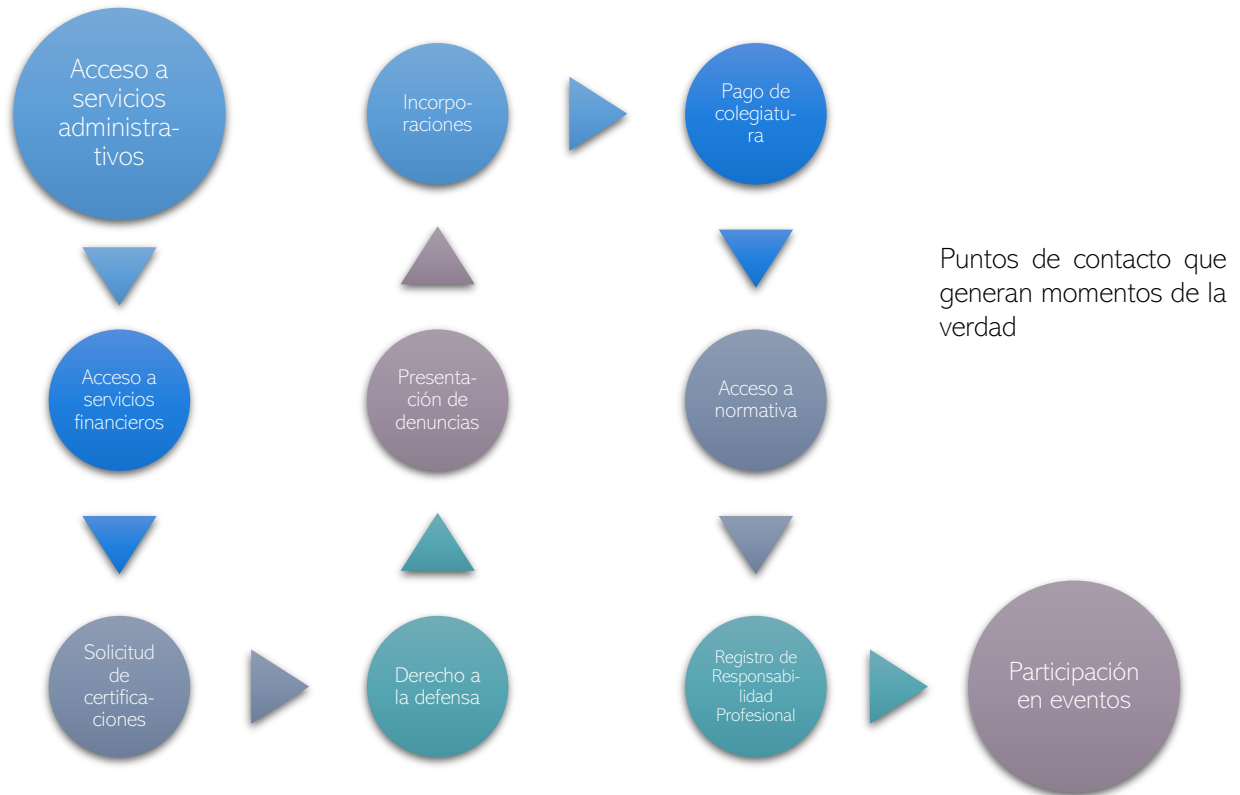 Acceso a
servicios
administra-
tivos
Acceso a
servicios
financieros
Solicitud
de
certifica-
ciones
Derecho a
la defensa
Presenta-
ción de
denuncias
Incorpo-
raciones
Pago de
colegiatu-
ra
Acceso a
normativa
Registro de
Responsabi-
lidad
Profesional
Participación
en eventos
Puntos de contacto que
generan momentos de la
verdad